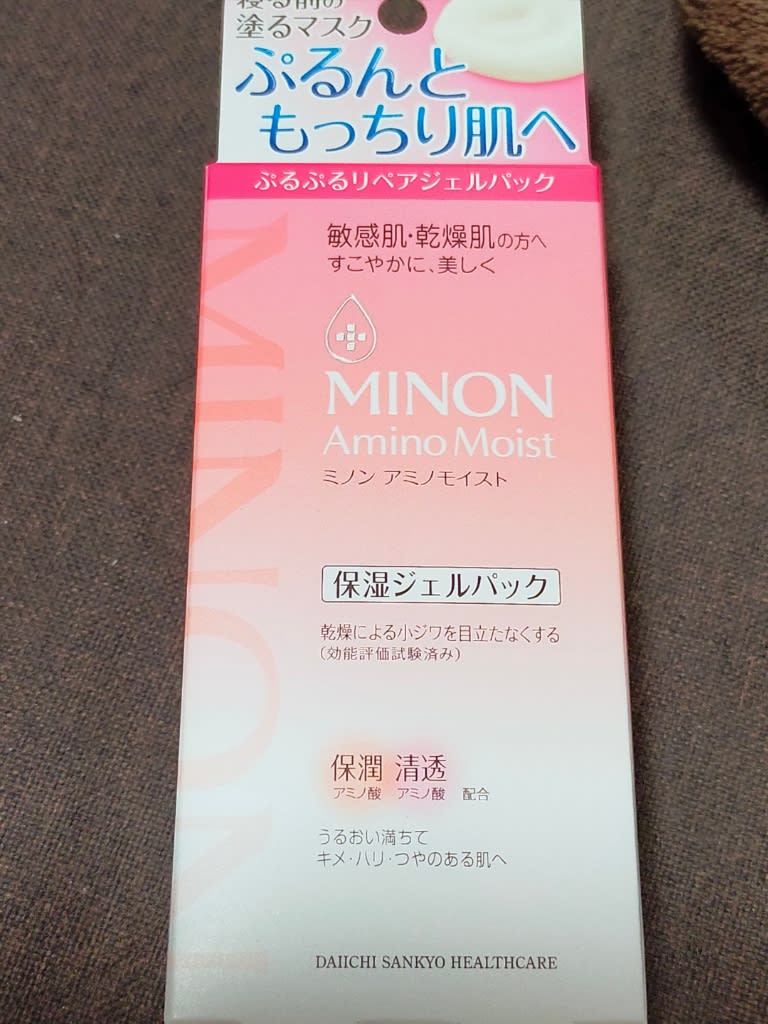 寝る前の
塗るマスク
ぷるんと
もっちり肌へ
ぷるぷるリペアジェルパック
敏感肌・乾燥肌の方へ
すこやかに、美しく
MINON
Amino Moist
ミノン アミノモイスト
保湿ジェルパック
乾燥による小ジワを目立たなくする
(効能評価試験済み)
保潤 清透
アミノ酸 アミノ酸 配合
うるおい満ちて
キメ・ハリ・つやのある肌へ
DAIICHI SANKYO HEALTHCARE
MINON